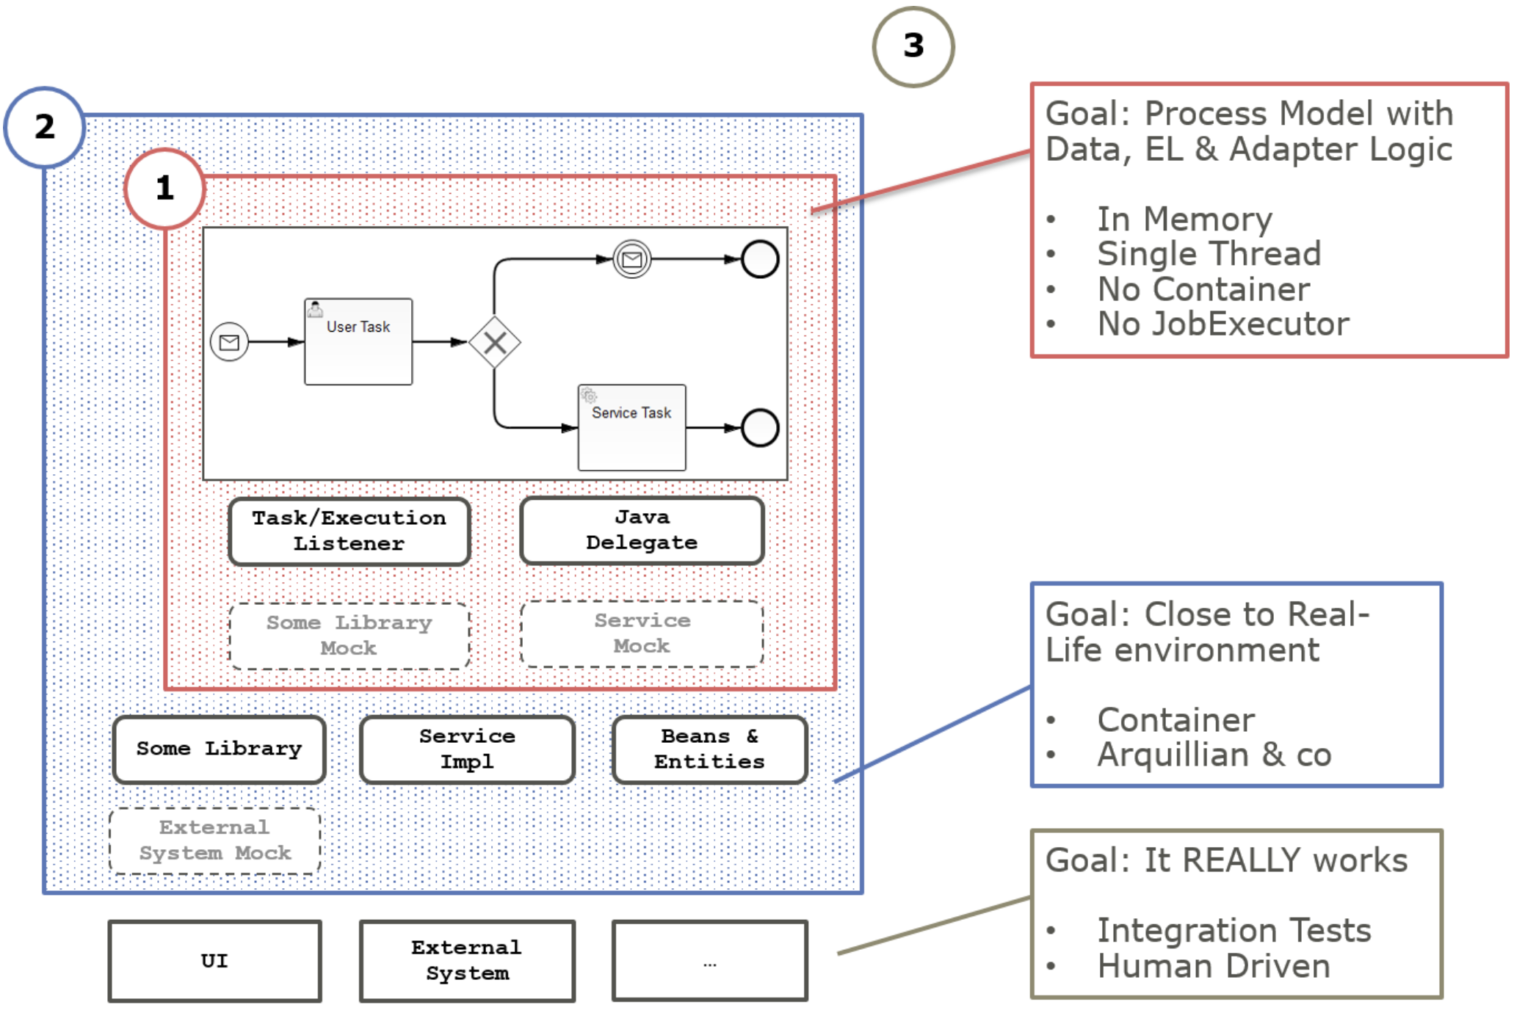 3
2
1
User Task
Service Task
Task/Execution
Listener
Java
Delegate
Some Library
Mock
Service
Mock
Some Library
Service
Impl
Beans &
Entities
External
System Mock
UI
External
System
...
Goal: Process Model with
Data, EL & Adapter Logic
• In Memory
• Single Thread
• No Container
• No JobExecutor
Goal: Close to Real-
Life environment
• Container
• Arquillian & co
Goal: It REALLY works
• Integration Tests
• Human Driven